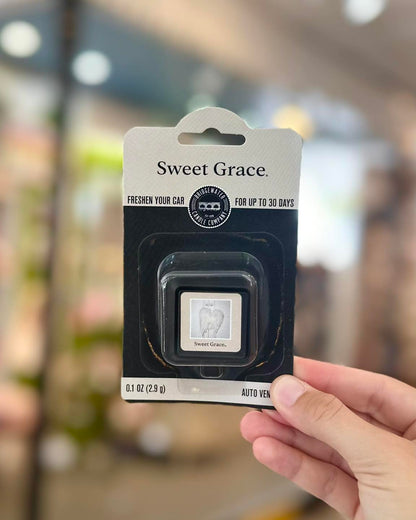 Sweet Grace.
FRESHEN YOUR CAR
BRIDGEWATER
CANDLE COMPANY
FOR UP TO 30 DAYS
Sweet Grace.
0.1 OZ (2.9 g)
AUTO VEN